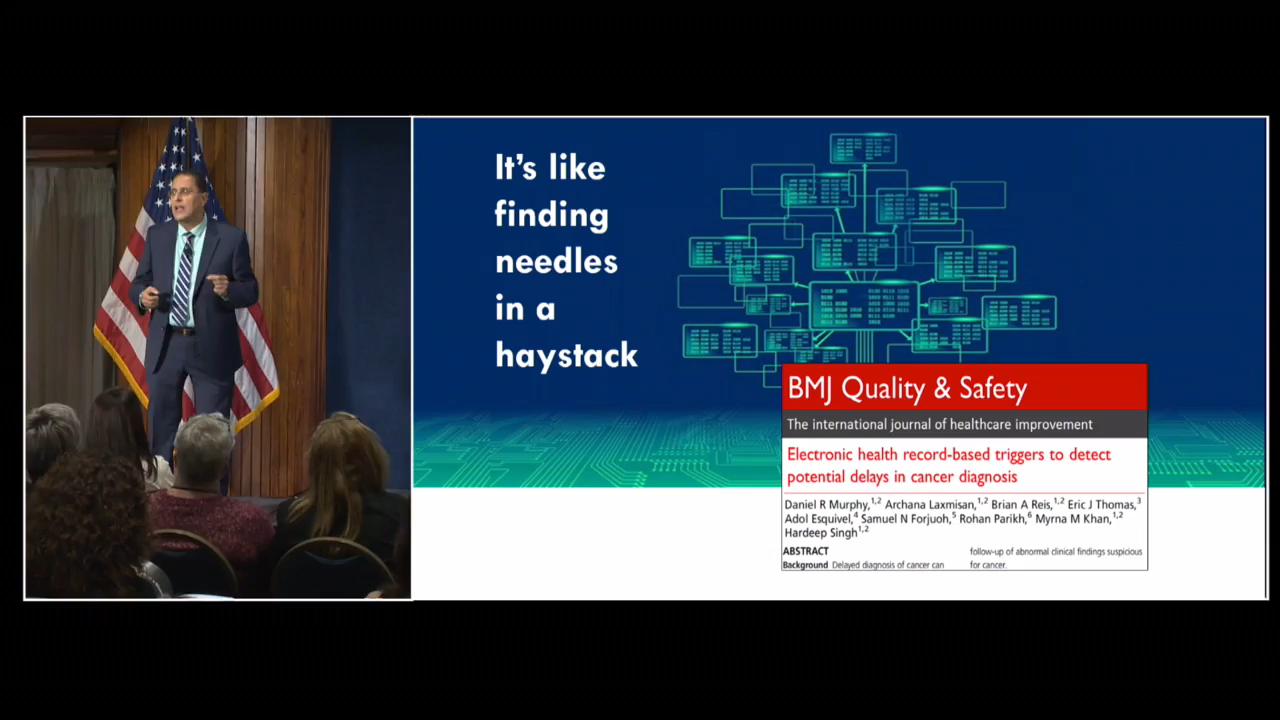 It’s like
finding
needles
in a
haystack
BMJ Quality & Safety
The international journal of healthcare improvement
Electronic health record-based triggers to detect
potential delays in cancer diagnosis
Daniel R Murphy,1,2 Archana Laxmisan,1,2 Brian A Reis,1,2 Eric J Thomas,3
Adol Esquivel,4 Samuel N Forjuoh,5 Rohan Parikh,6 Myrna M Khan,1,2
Hardeep Singh1,2
ABSTRACT
Background Delayed diagnosis of cancer can
follow-up of abnormal clinical findings suspicious
for cancer.